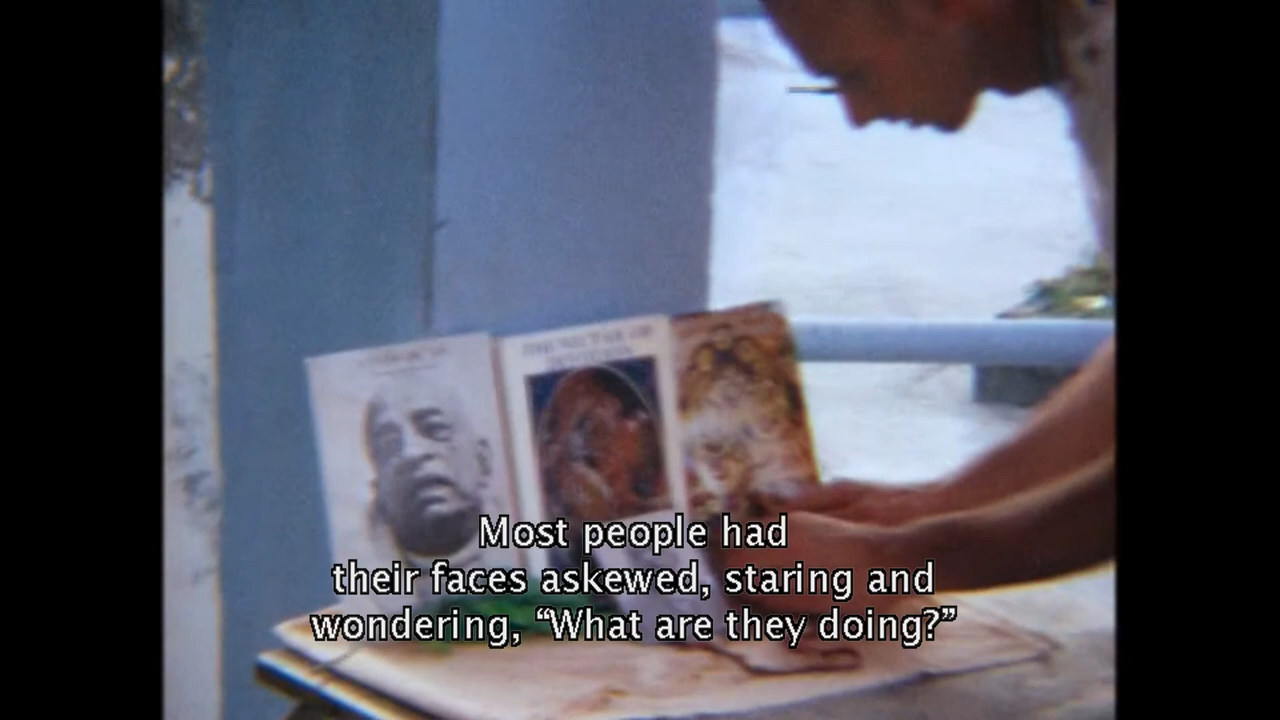 Most people had
their faces askewed, staring and
wondering, “What are they doing?”